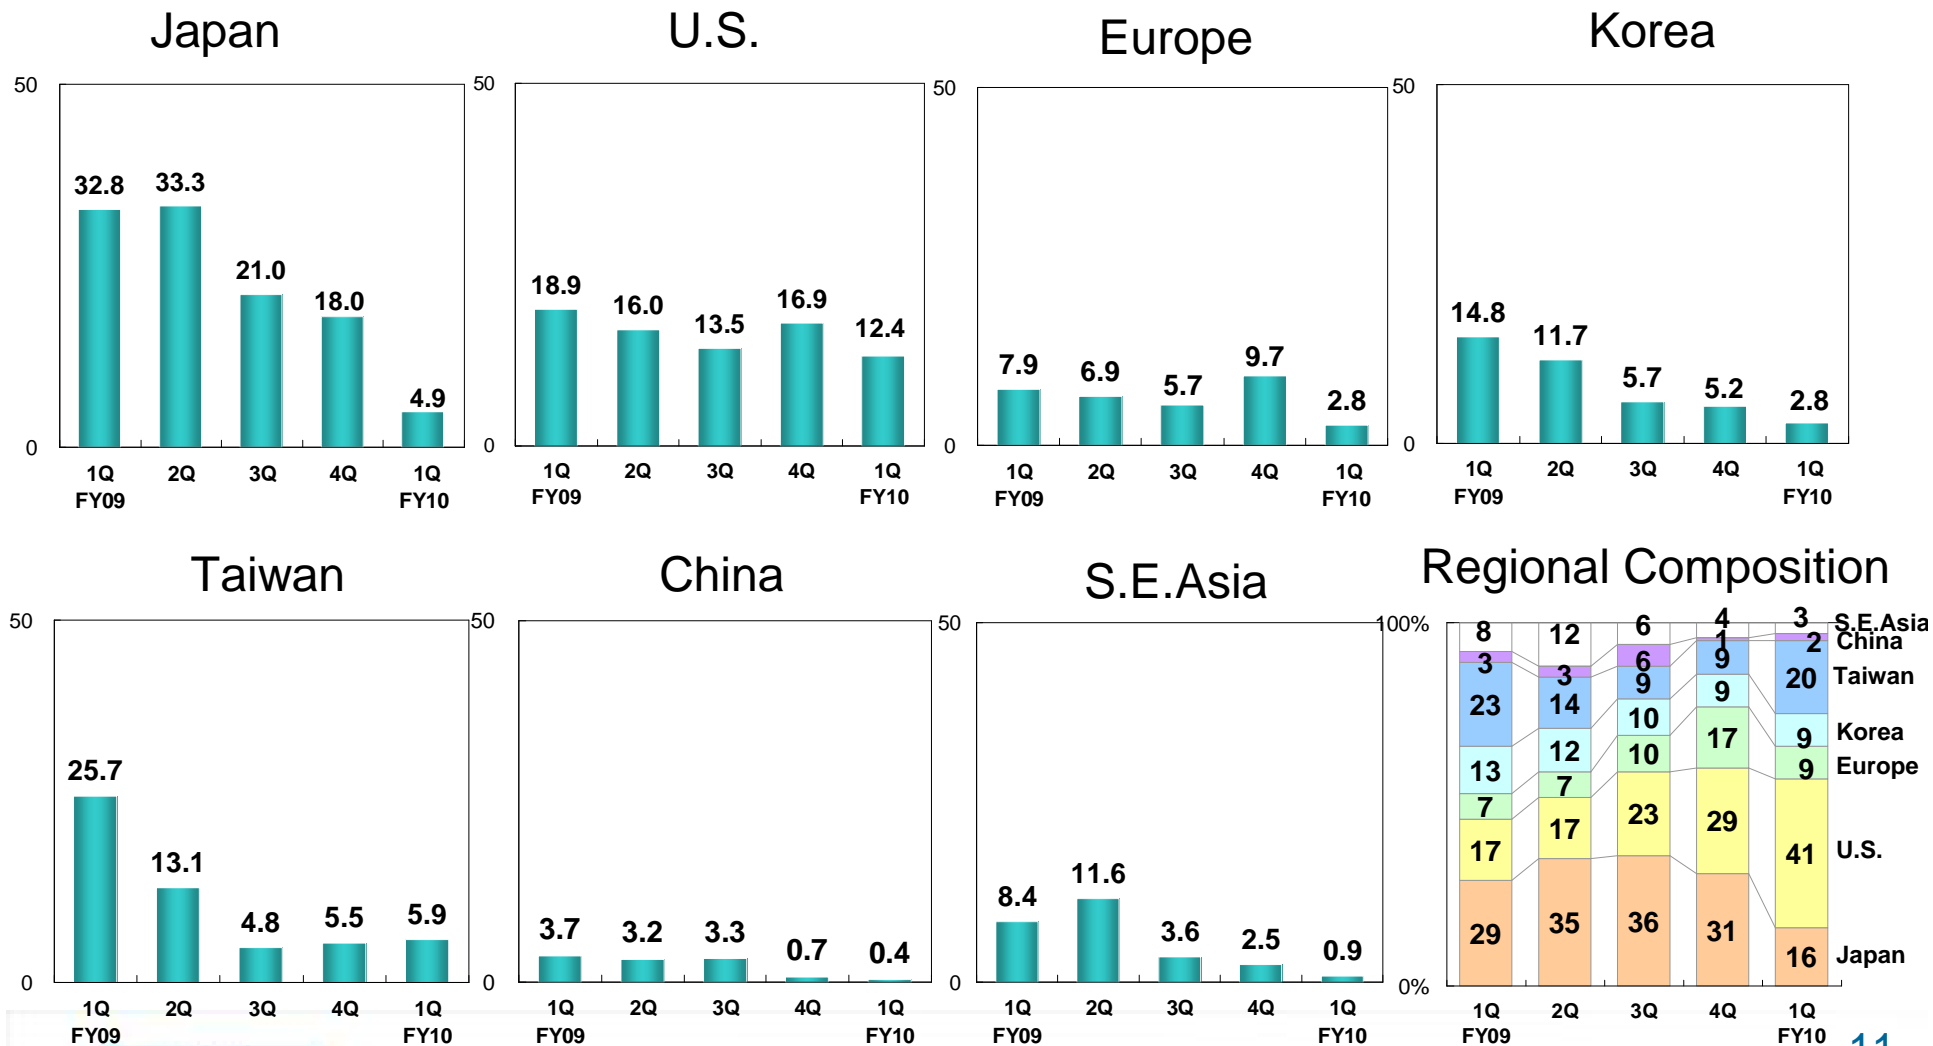 Japan
50
32.8
33.3
21.0
18.0
4.9
0
1Q 2Q 3Q 4Q 1Q
FY09 FY10
U.S.
50
18.9
16.0
13.5
16.9
12.4
0
1Q 2Q 3Q 4Q 1Q
FY09 FY10
Europe
50
7.9
6.9
5.7
9.7
2.8
0
1Q 2Q 3Q 4Q 1Q
FY09 FY10
Korea
50
14.8
11.7
5.7
5.2
2.8
0
1Q 2Q 3Q 4Q 1Q
FY09 FY10
Taiwan
50
25.7
13.1
4.8
5.5
5.9
0
1Q 2Q 3Q 4Q 1Q
FY09 FY10
China
50
3.7
3.2
3.3
0.7
0.4
0
1Q 2Q 3Q 4Q 1Q
FY09 FY10
S.E.Asia
50
8.4
11.6
3.6
2.5
0.9
0
1Q 2Q 3Q 4Q 1Q
FY09 FY10
Regional Composition
100%
8 12 6 4 3 S.E.Asia
3 3 6 1 2 China
23 14 9 9 20 Taiwan
13 12 10 9 9 Korea
7 7 10 17 9 Europe
17 17 23 29 41 U.S.
29 35 36 31 16 Japan
0%
1Q 2Q 3Q 4Q 1Q
FY09 FY10
11